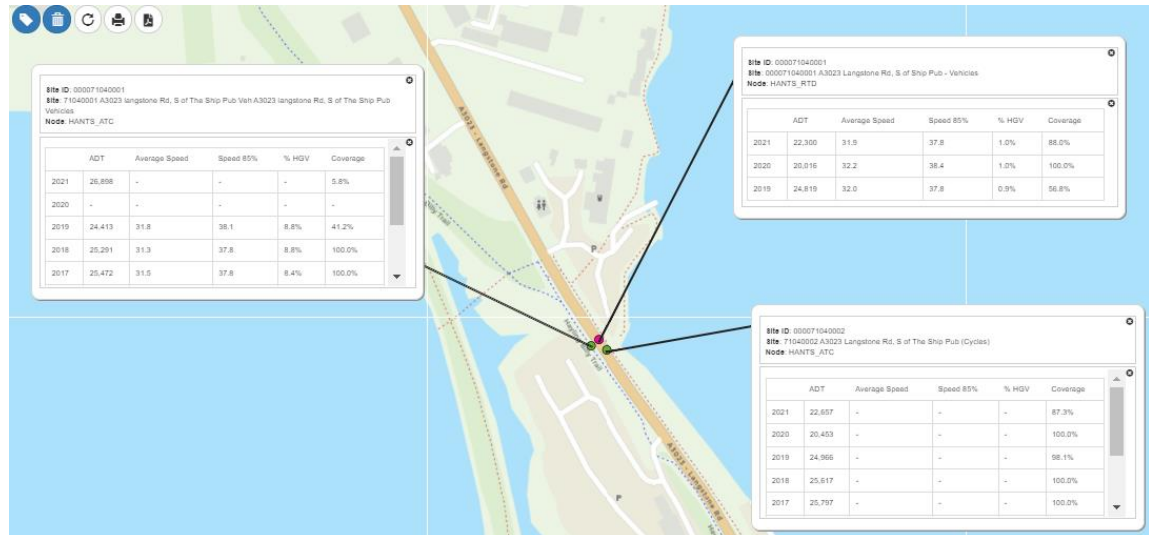 Site ID: 000071040001
Site: 71040001 A3023 langstone Rd, S of The Ship Pub Veh A3023 langstone Rd, S of The Ship Pub
Vehicles
Node: HANTS_ATC
ADT Average Speed Speed 85% % HGV Coverage
2021 26,898 - - - 5.8%
2020 - - - - -
2019 24,413 31.8 38.1 8.8% 41.2%
2018 25,291 31.3 37.8 8.8% 100.0%
2017 25,472 31.5 37.8 8.4% 100.0%
Site ID: 000071040001
Site: 000071040001 A3023 Langstone Rd, S of Ship Pub - Vehicles
Node: HANTS_RTD
ADT Average Speed Speed 85% % HGV Coverage
2021 22,300 31.9 37.8 1.0% 88.0%
2020 20,016 32.2 38.4 1.0% 100.0%
2019 24,819 32.0 37.8 0.9% 56.8%
Site ID: 000071040002
Site: 71040002 A3023 Langstone Rd, S of The Ship Pub (Cycles)
Node: HANTS_ATC
ADT Average Speed Speed 85% % HGV Coverage
2021 22,657 - - - 87.3%
2020 20,453 - - - 100.0%
2019 24,966 - - - 98.1%
2018 25,617 - - - 100.0%
2017 25,797 - - - 100.0%
A3023 - Langstone Rd
Billy Trail
P
Hayling Billy Trail
A3023 - Langstone Rd
P